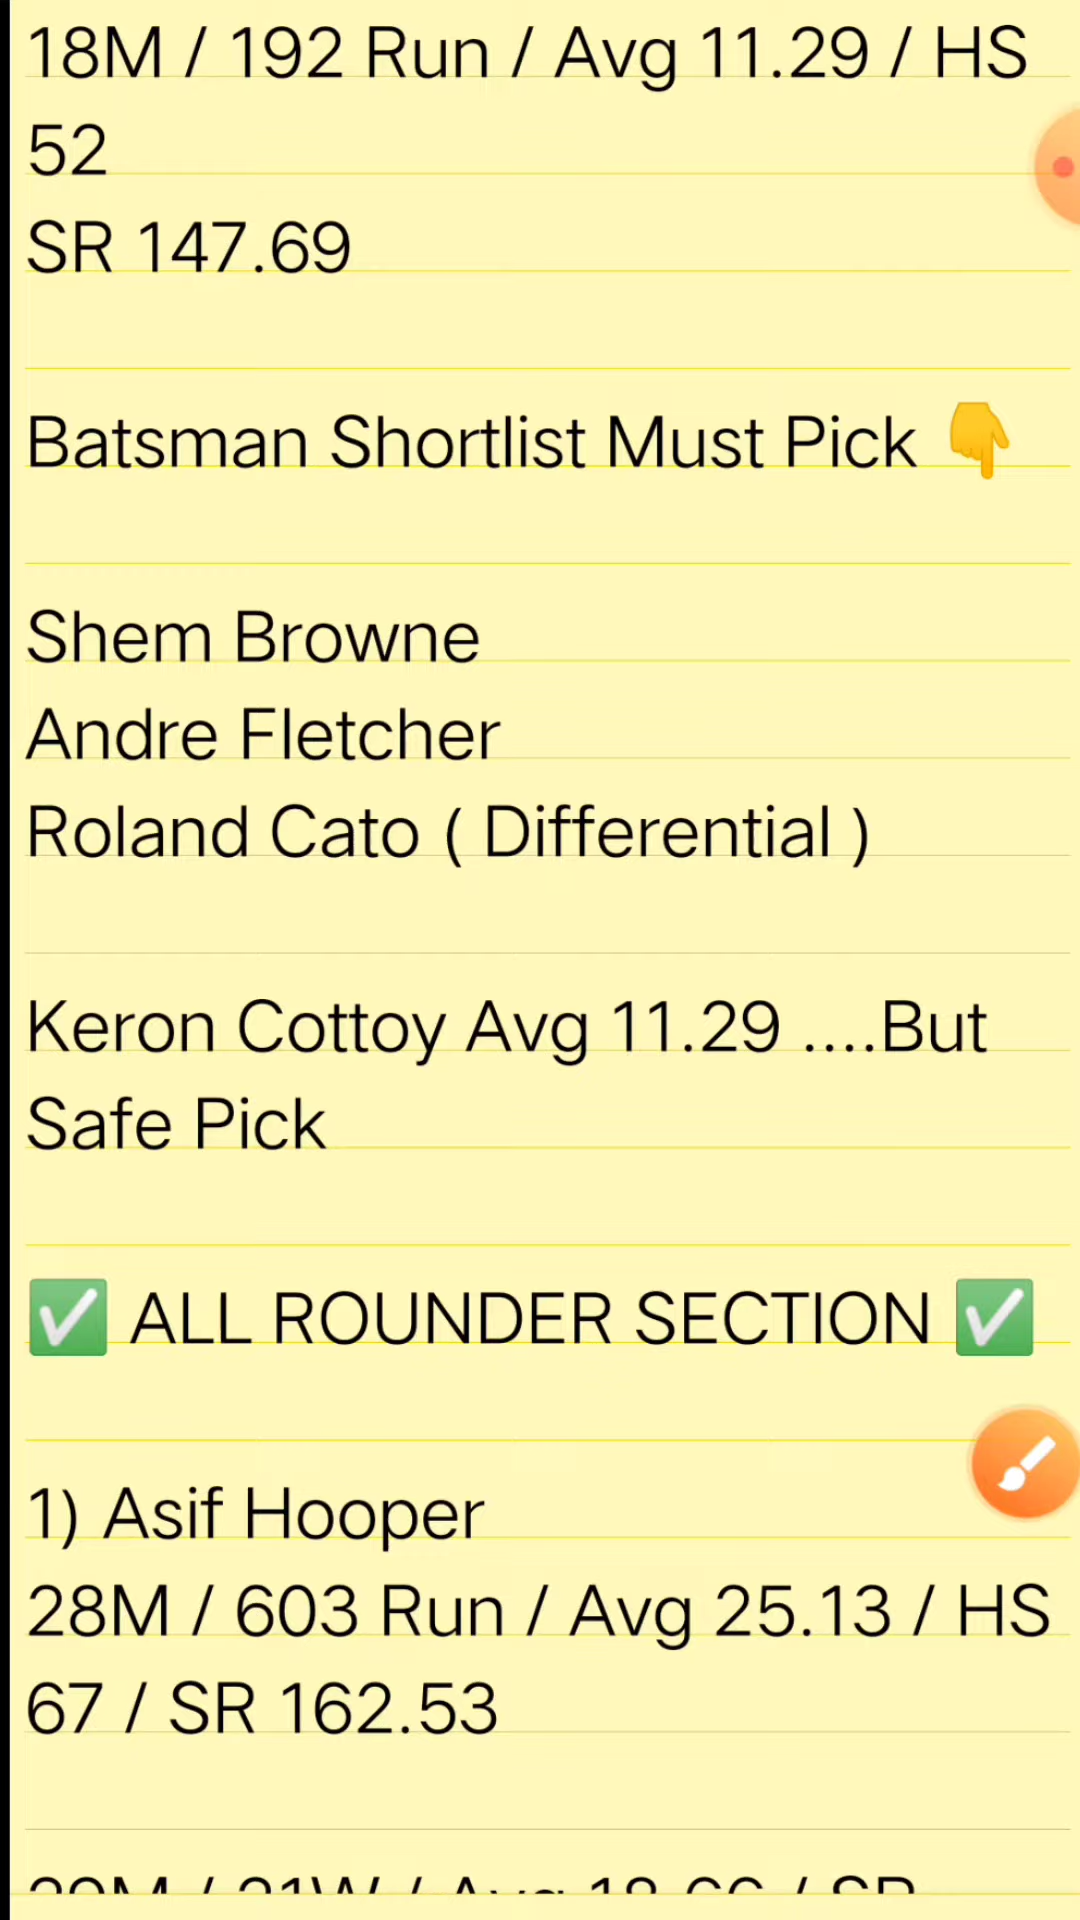 18M / 192 Run / Avg 11.29 / HS
52
SR 147.69
Batsman Shortlist Must Pick 👇
Shem Browne
Andre Fletcher
Roland Cato ( Differential )
Keron Cottoy Avg 11.29 ....But
Safe Pick
✅ ALL ROUNDER SECTION ✅
1) Asif Hooper
28M / 603 Run / Avg 25.13 / HS
67 / SR 162.53